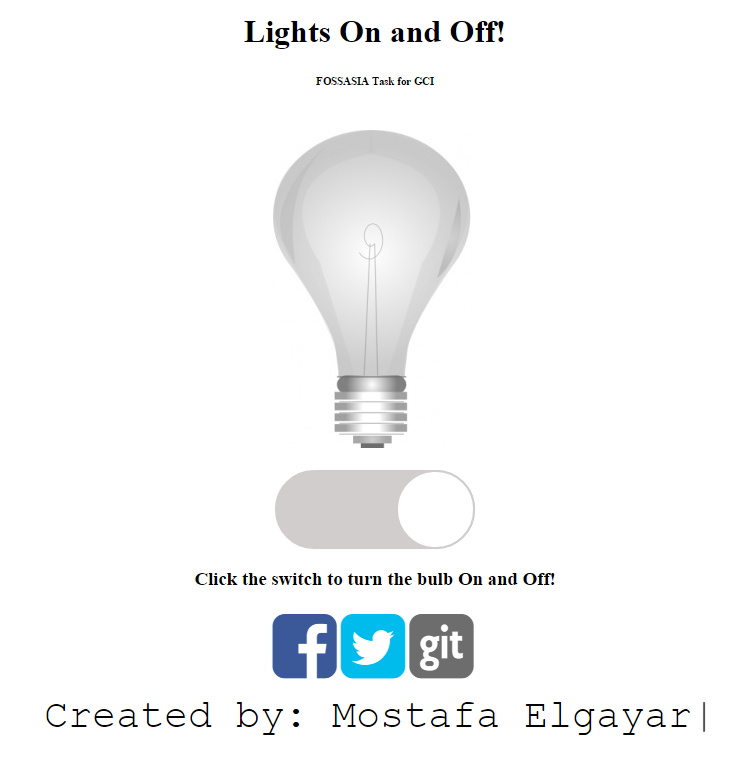 Lights On and Off!
FOSSASIA Task for GCI
Click the switch to turn the bulb On and Off!
f git
Created by: Mostafa Elgayar|